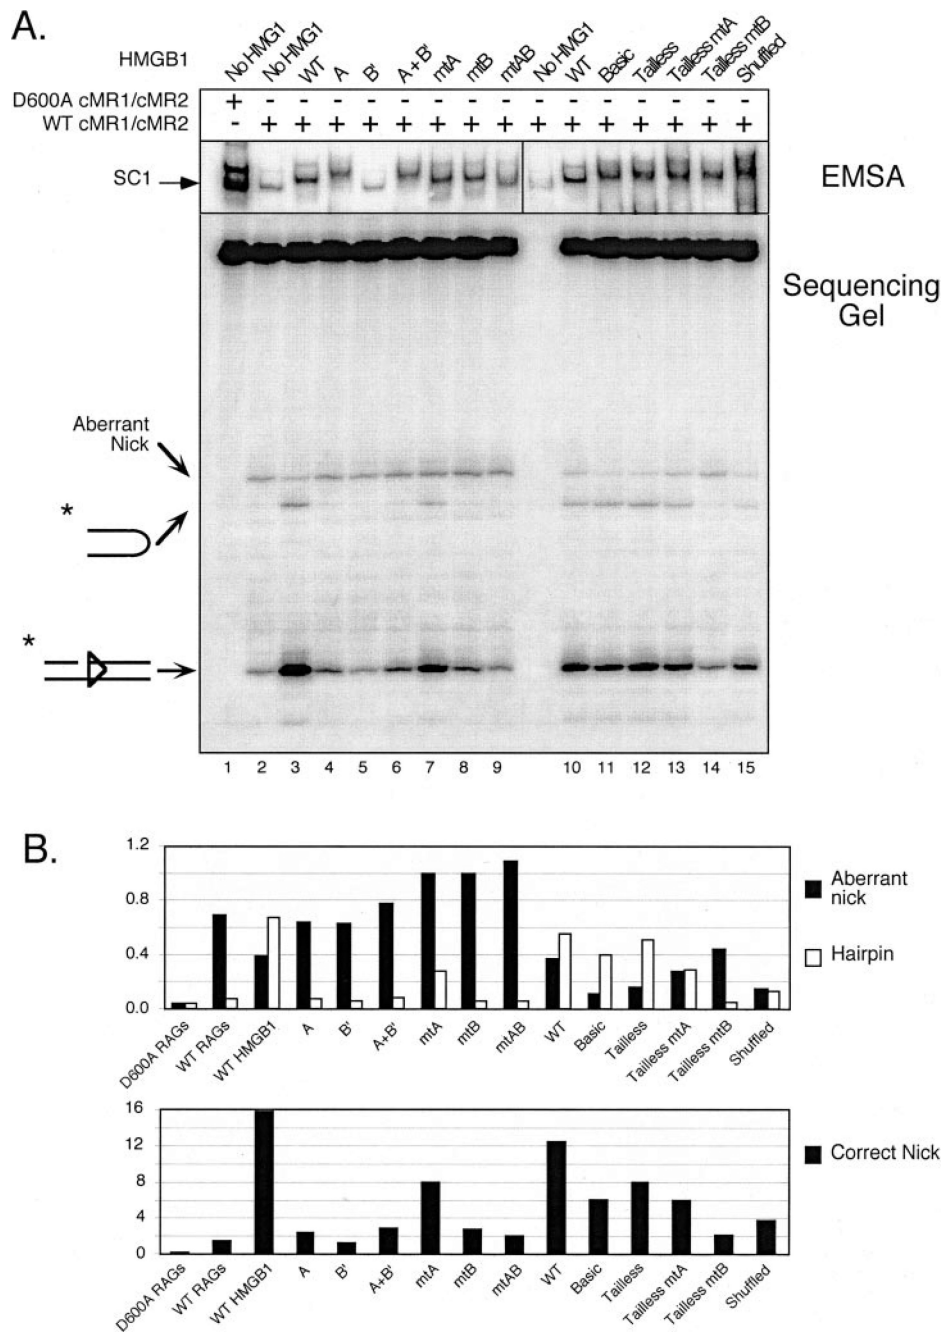 A.
HMGB1 No HMG1 No HMG1 WT A B' A + B' mtA mtB mtAB No HMG1 WT Basic Tailless Tailless mtA Tailless mtB Shuffled
D600A cMR1/cMR2 + - - - - - - - - - - - - - - -
WT cMR1/cMR2 - + + + + + + + + + + + + + + +
SC1
EMSA
Sequencing
Gel
Aberrant
Nick
*
*
1 2 3 4 5 6 7 8 9 10 11 12 13 14 15
B.
1.2
0.8
0.4
0.0
D600A RAGs WT RAGs WT HMGB1 A B' A+B' mtA mtB mtAB WT Basic Tailless Tailless mtA Tailless mtB Shuffled
Aberrant
nick
Hairpin
16
12
8
4
0
D600A RAGs WT RAGs WT HMGB1 A B' A+B' mtA mtB mtAB WT Basic Tailless Tailless mtA Tailless mtB Shuffled
Correct Nick